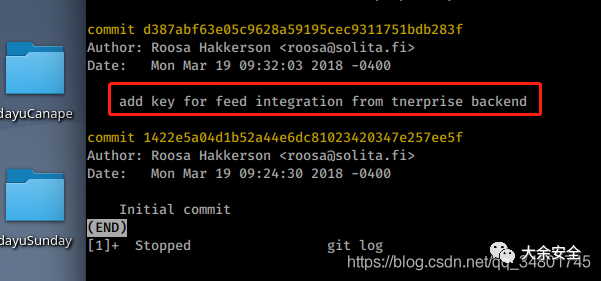 commit d387abf63e05c9628a59195cec9311751bdb283f
Author: Roosa Hakkerson <roosa@solita.fi>
Date:   Mon Mar 19 09:32:03 2018 -0400
add key for feed integration from tnerprise backend
dayuCanape
commit 1422e5a04d1b52a44e6dc81023420347e257ee5f
Author: Roosa Hakkerson <roosa@solita.fi>
Date:   Mon Mar 19 09:24:30 2018 -0400
Initial commit
(END)
dayuSunday
[1]+  Stopped                 git log
大余安全
https://blog.csdn.net/qq_34801745